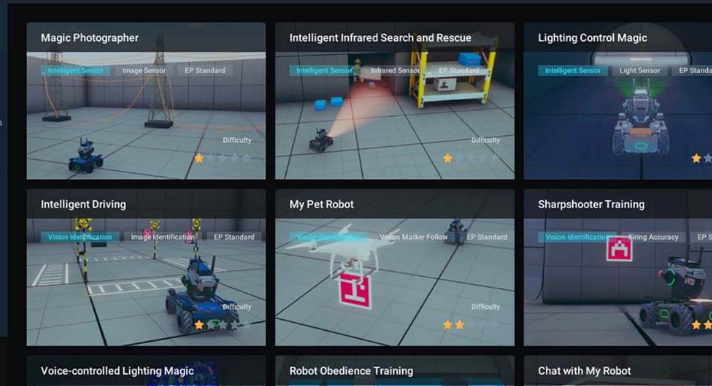 Magic Photographer
Intelligent Infrared Search and Rescue
Lighting Control Magic
Intelligent Sensor
Image Sensor
EP Standard
Intelligent Sensor
Infrared Sensor
EP Standard
Intelligent Sensor
Light Sensor
EP Standa
Difficulty
Difficulty
Intelligent Driving
My Pet Robot
Sharpshooter Training
Vision Identification
Image Identification
EP Standard
Vision Identification
Vision Marker Follow
EP Standard
Vision Identification
Firing Accuracy
EP S
Difficulty
Difficulty
Voice-controlled Lighting Magic
Robot Obedience Training
Chat with My Robot